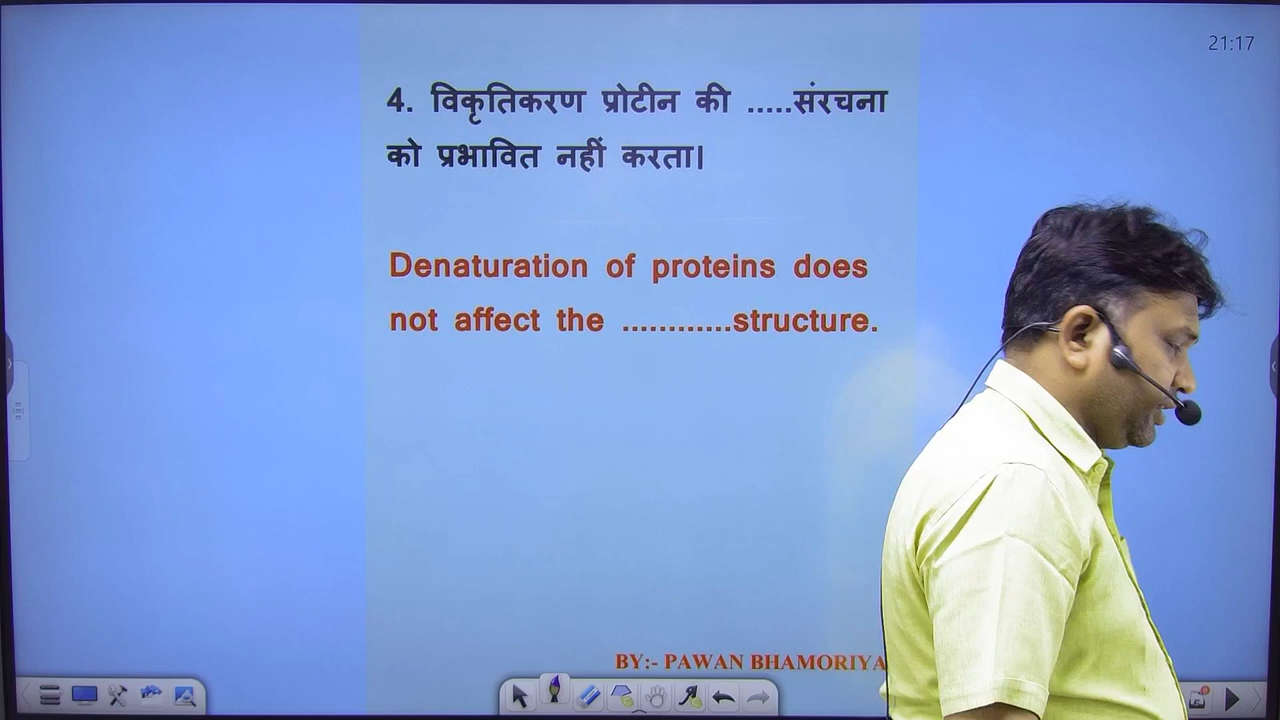 21:17
4. विकृतिकरण प्रोटीन की .....संरचना
को प्रभावित नहीं करता।
Denaturation of proteins does
not affect the ............structure.
BY:- PAWAN BHAMORIYA